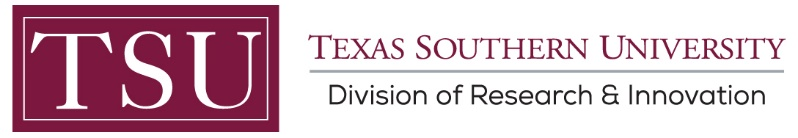 TSU
TEXAS SOUTHERN UNIVERSITY
Division of Research & Innovation